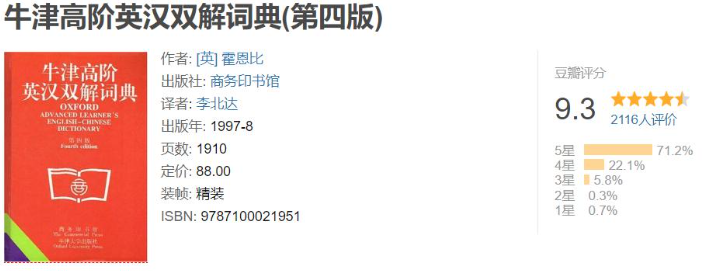 牛津高阶英汉双解词典(第四版)
牛津高阶
英汉双解词典
OXFORD
ADVANCED LEARNER'S
ENGLISH-CHINESE
DICTIONARY
第四版
Fourth edition
商务印书馆
The Commercial Press
牛津大学出版社
Oxford University Press
作者: [英] 霍恩比
出版社: 商务印书馆
译者: 李北达
出版年: 1997-8
页数: 1910
定价: 88.00
装帧: 精装
ISBN: 9787100021951
豆瓣评分
9.3
2116人评价
5星 71.2%
4星 22.1%
3星 5.8%
2星 0.3%
1星 0.7%